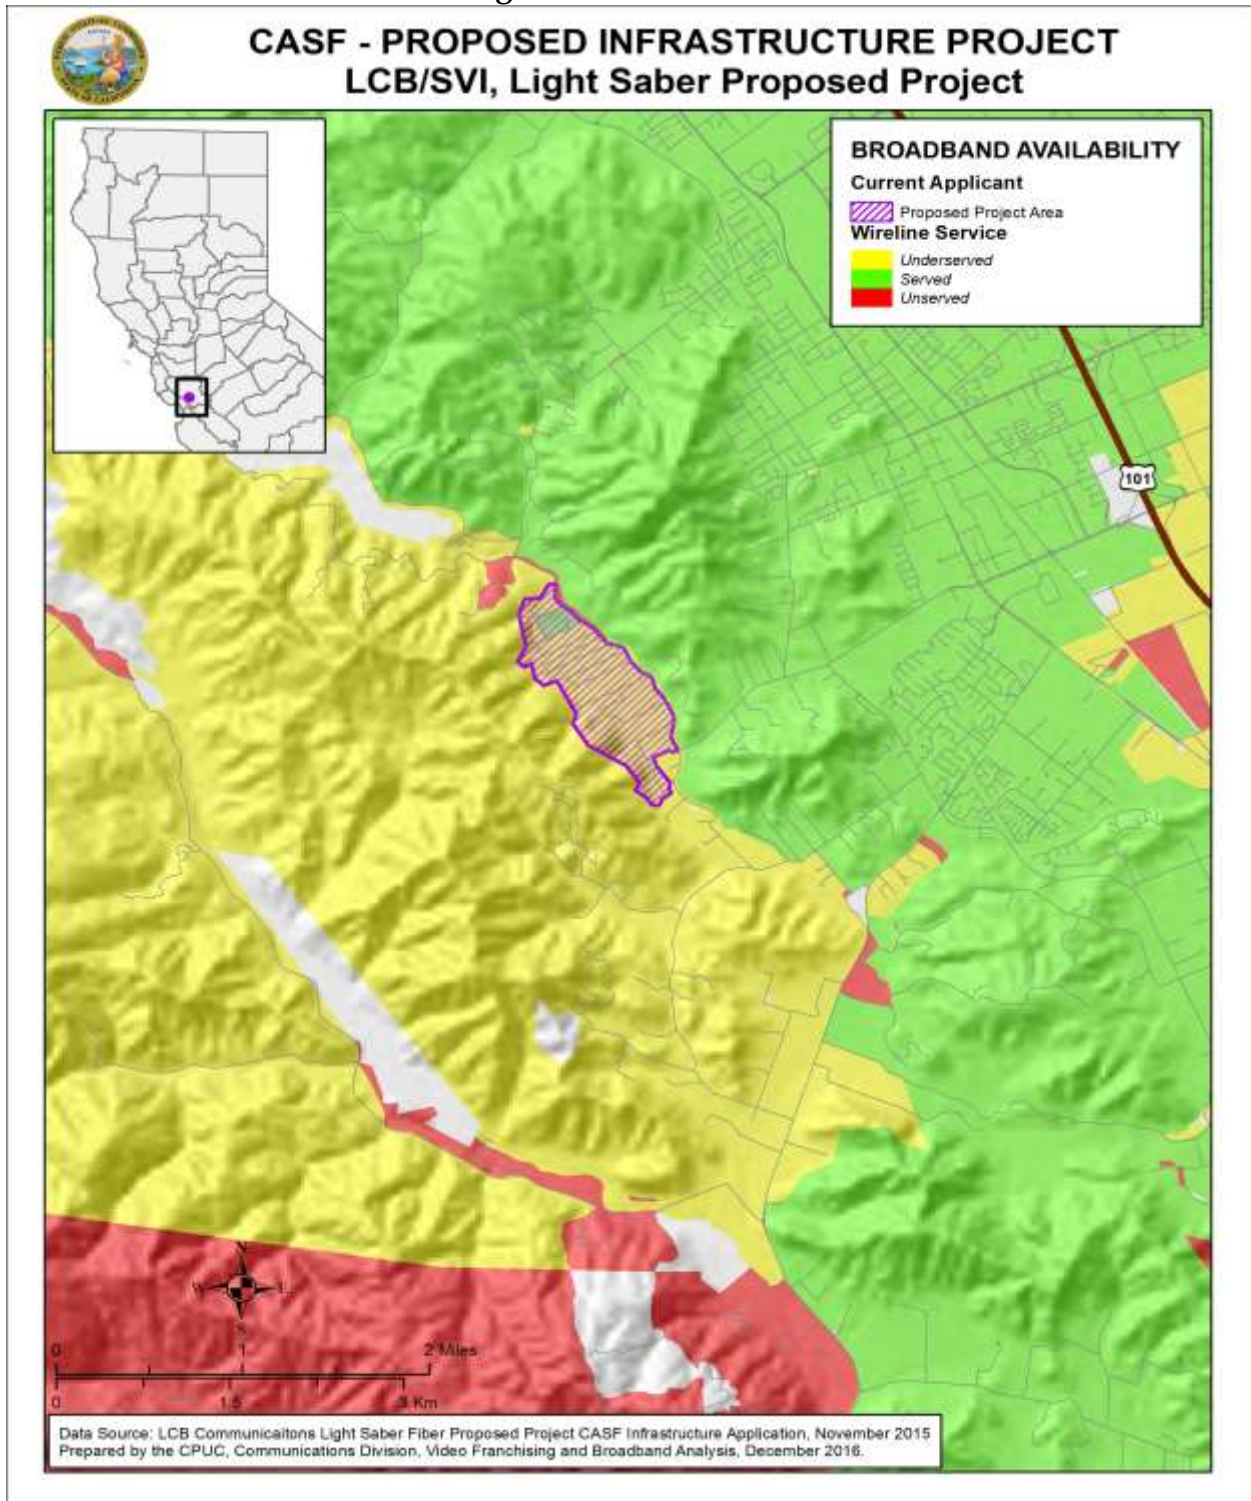 CASF - PROPOSED INFRASTRUCTURE PROJECT
LCB/SVI, Light Saber Proposed Project
BROADBAND AVAILABILITY
Current Applicant
Proposed Project Area
Wireline Service
Underserved
Served
Unserved
101
N
W
S
0 1 2 Miles
0 1.5 3 Km
Data Source: LCB Communicaitons Light Saber Fiber Proposed Project CASF Infrastructure Application, November 2015
Prepared by the CPUC, Communications Division, Video Franchising and Broadband Analysis, December 2016.